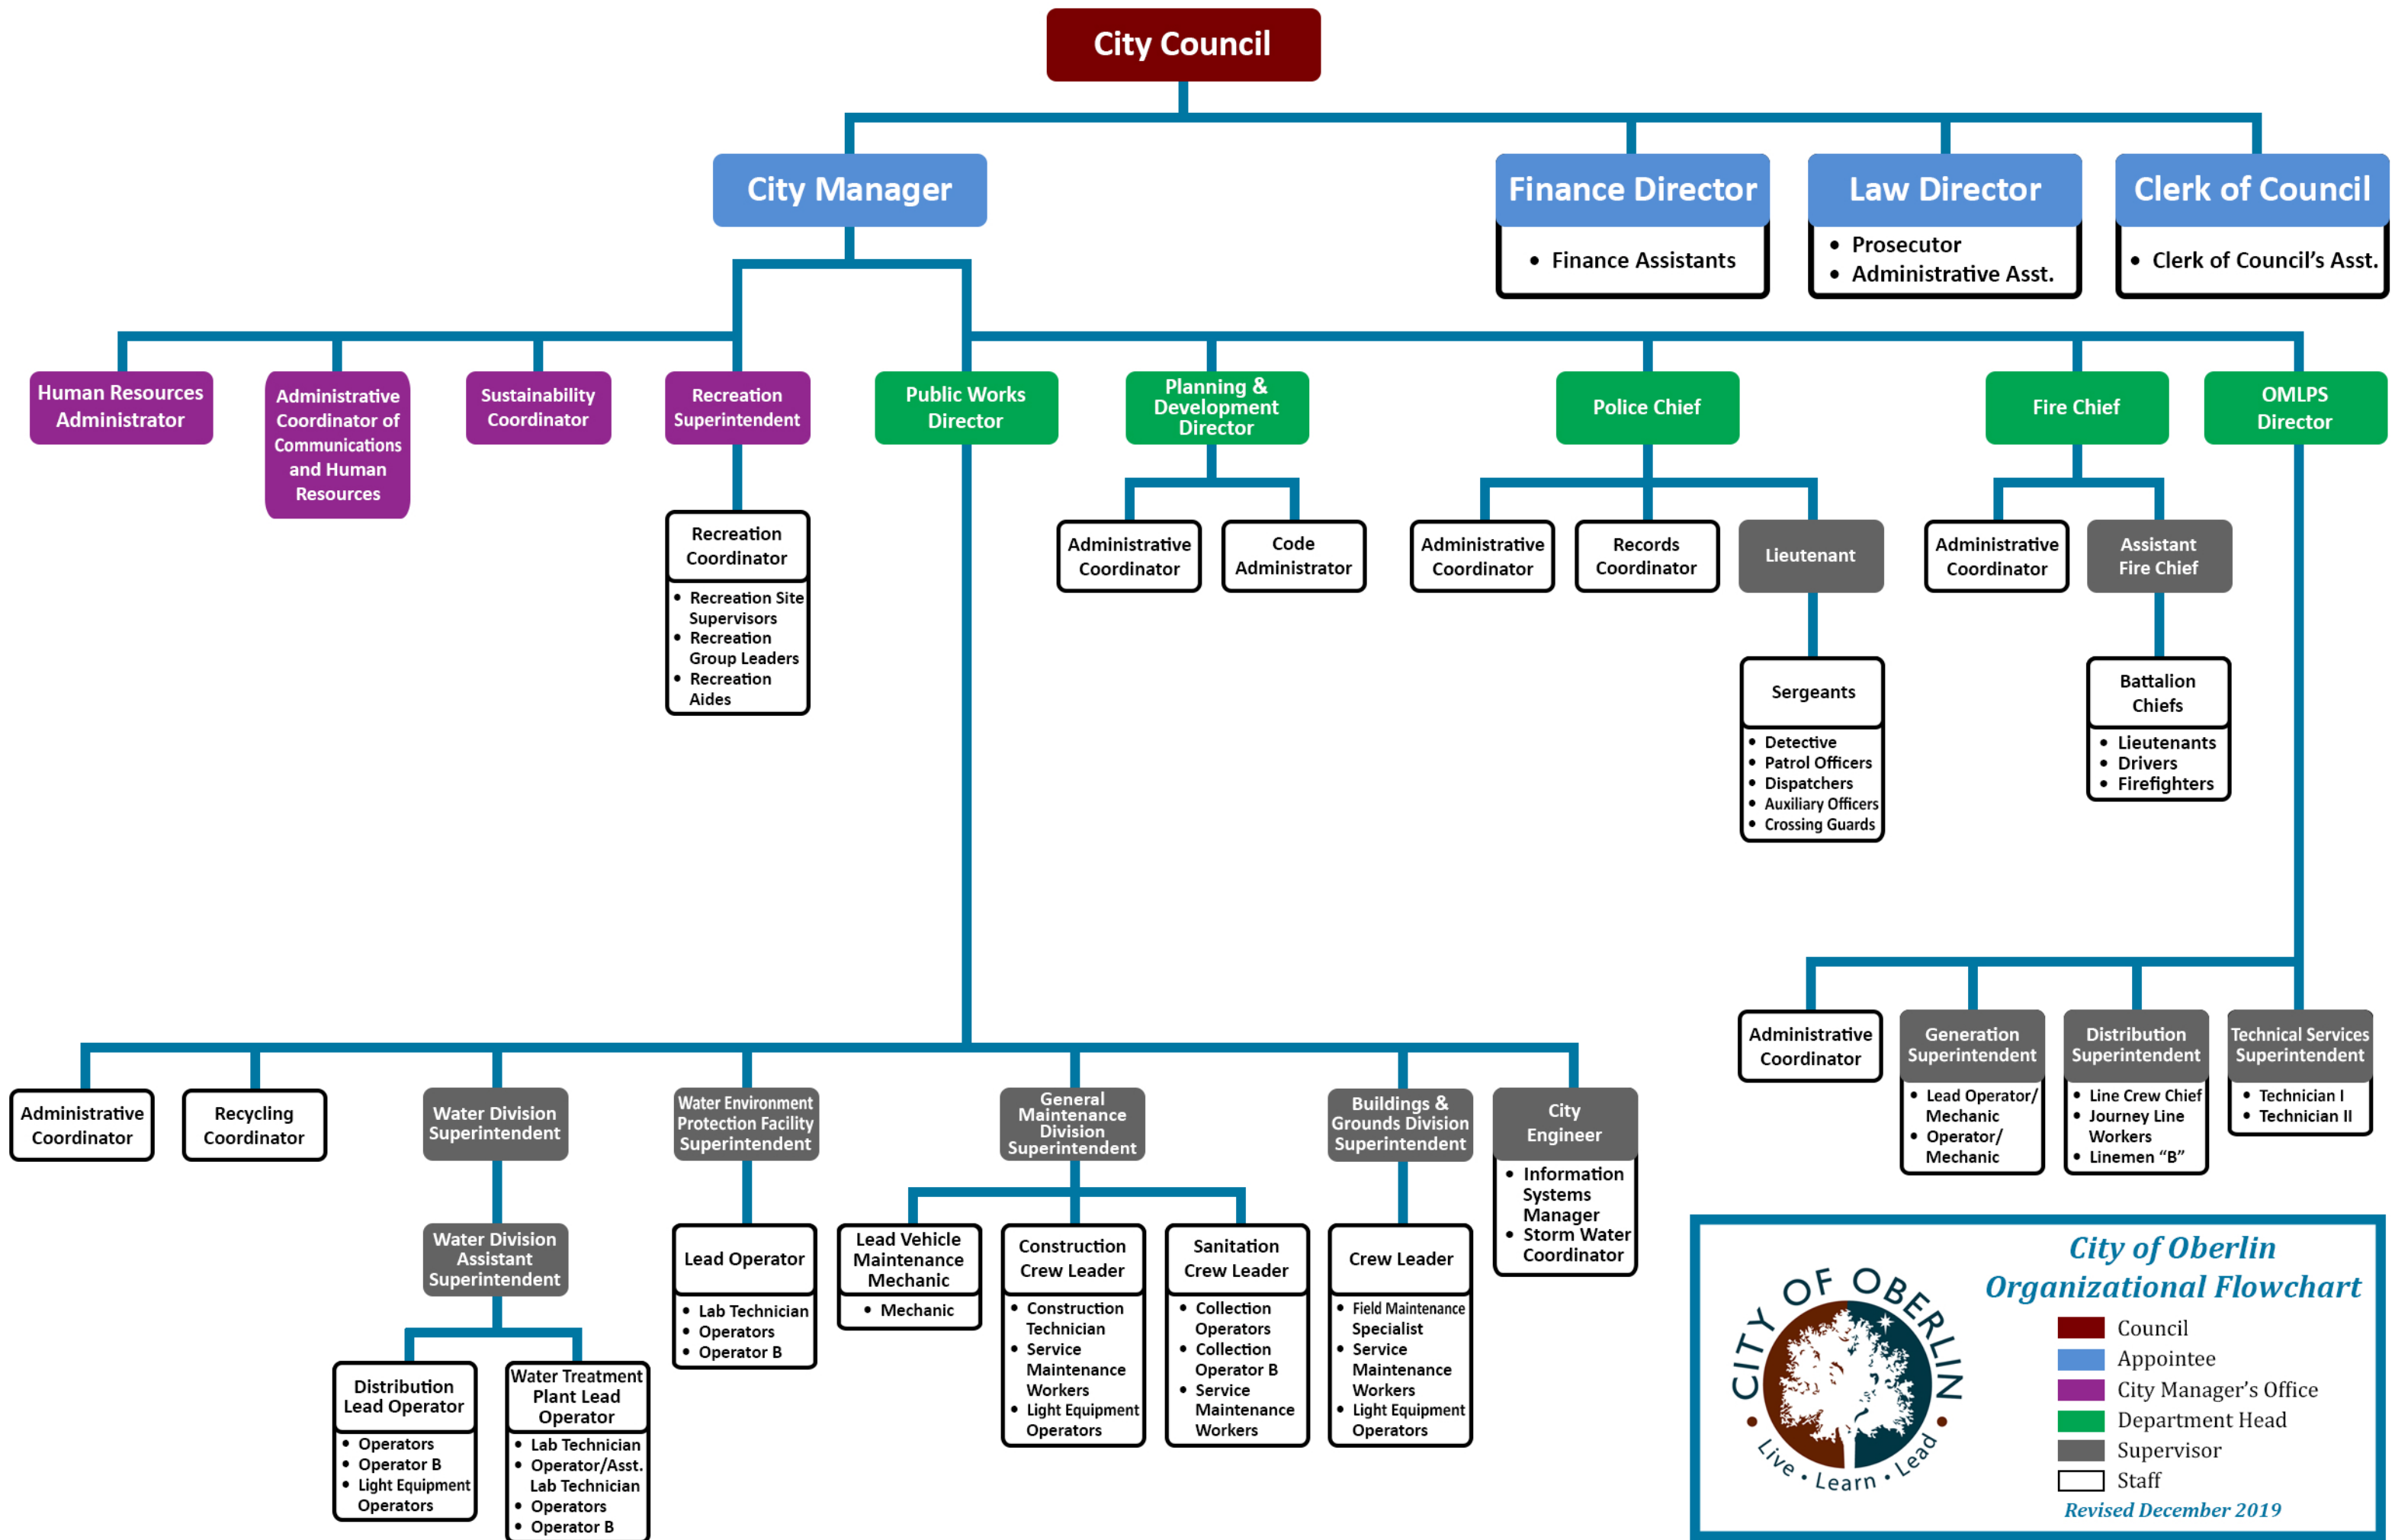 City Council
City Manager
Finance Director
• Finance Assistants
Law Director
• Prosecutor
• Administrative Asst.
Clerk of Council
• Clerk of Council’s Asst.
Human Resources
Administrator
Administrative
Coordinator of
Communications
and Human
Resources
Sustainability
Coordinator
Recreation
Superintendent
Public Works
Director
Planning &
Development
Director
Police Chief
Fire Chief
OMLPS
Director
Recreation
Coordinator
• Recreation Site
Supervisors
• Recreation
Group Leaders
• Recreation
Aides
Administrative
Coordinator
Code
Administrator
Administrative
Coordinator
Records
Coordinator
Lieutenant
Administrative
Coordinator
Assistant
Fire Chief
Sergeants
• Detective
• Patrol Officers
• Dispatchers
• Auxiliary Officers
• Crossing Guards
Battalion
Chiefs
• Lieutenants
• Drivers
• Firefighters
Administrative
Coordinator
Generation
Superintendent
• Lead Operator/
Mechanic
• Operator/
Mechanic
Distribution
Superintendent
• Line Crew Chief
• Journey Line
Workers
• Linemen “B”
Technical Services
Superintendent
• Technician I
• Technician II
Administrative
Coordinator
Recycling
Coordinator
Water Division
Superintendent
Water Environment
Protection Facility
Superintendent
General
Maintenance
Division
Superintendent
Buildings &
Grounds Division
Superintendent
City
Engineer
• Information
Systems
Manager
• Storm Water
Coordinator
Water Division
Assistant
Superintendent
Lead Operator
• Lab Technician
• Operators
• Operator B
Lead Vehicle
Maintenance
Mechanic
• Mechanic
Construction
Crew Leader
• Construction
Technician
• Service
Maintenance
Workers
• Light Equipment
Operators
Sanitation
Crew Leader
• Collection
Operators
• Collection
Operator B
• Service
Maintenance
Workers
Crew Leader
• Field Maintenance
Specialist
• Service
Maintenance
Workers
• Light Equipment
Operators
Distribution
Lead Operator
• Operators
• Operator B
• Light Equipment
Operators
Water Treatment
Plant Lead
Operator
• Lab Technician
• Operator/Asst.
Lab Technician
• Operators
• Operator B
CITY OF OBERLIN
• Live • Learn • Lead •
City of Oberlin
Organizational Flowchart
Council
Appointee
City Manager’s Office
Department Head
Supervisor
Staff
Revised December 2019